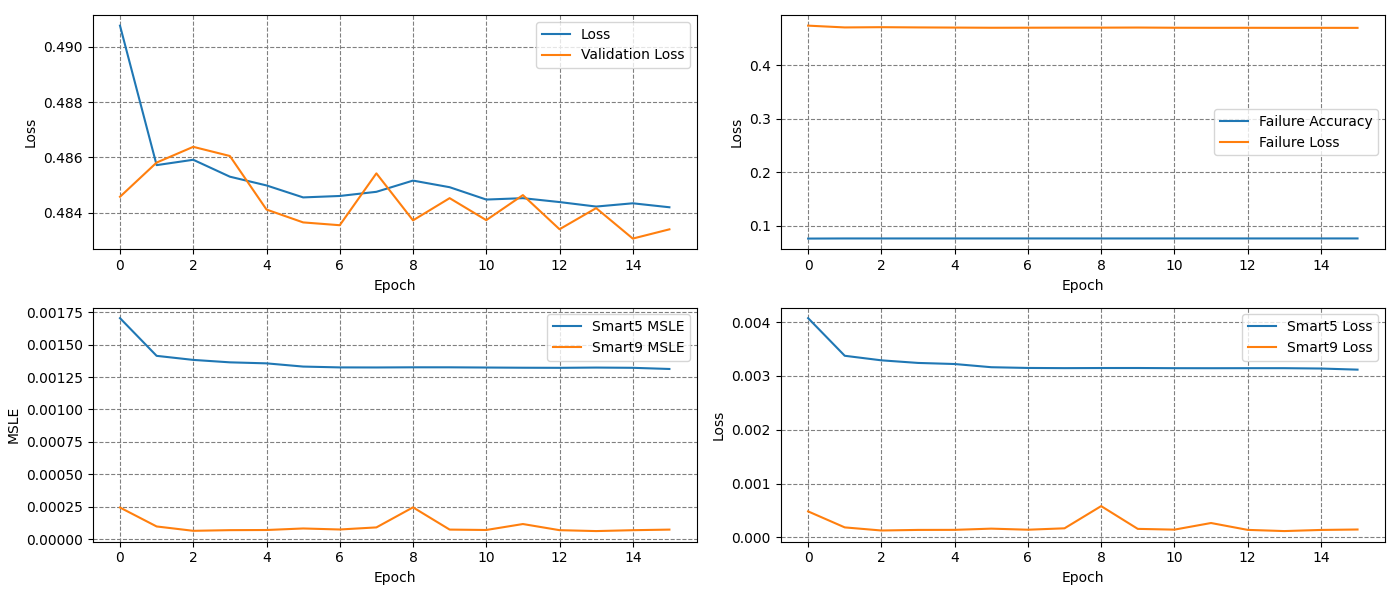 0.490
0.488
0.486
0.484
Loss
Loss
Validation Loss
0 2 4 6 8 10 12 14
Epoch
0.4
0.3
0.2
0.1
Loss
Failure Accuracy
Failure Loss
0 2 4 6 8 10 12 14
Epoch
0.00175
0.00150
0.00125
0.00100
0.00075
0.00050
0.00025
0.00000
MSLE
Smart5 MSLE
Smart9 MSLE
0 2 4 6 8 10 12 14
Epoch
0.004
0.003
0.002
0.001
0.000
Loss
Smart5 Loss
Smart9 Loss
0 2 4 6 8 10 12 14
Epoch